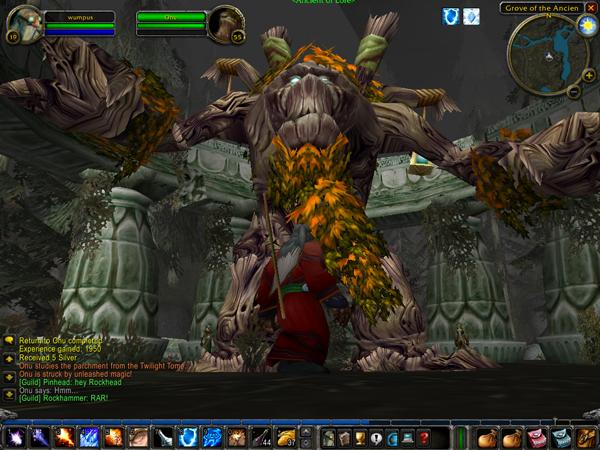 <Ancient of Lore>
Grove of the Ancien
N
wumpus
Onu
19
55
Return to Onu completed.
Experience gained: 1950.
Received 5 Silver
Onu studies the parchment from the Twilight Tome.
Onu is struck by unleashed magic!
[Guild] Pinhead: hey Rockhead
Onu says: Hmm...
[Guild] Rockhammer: RAR!
44